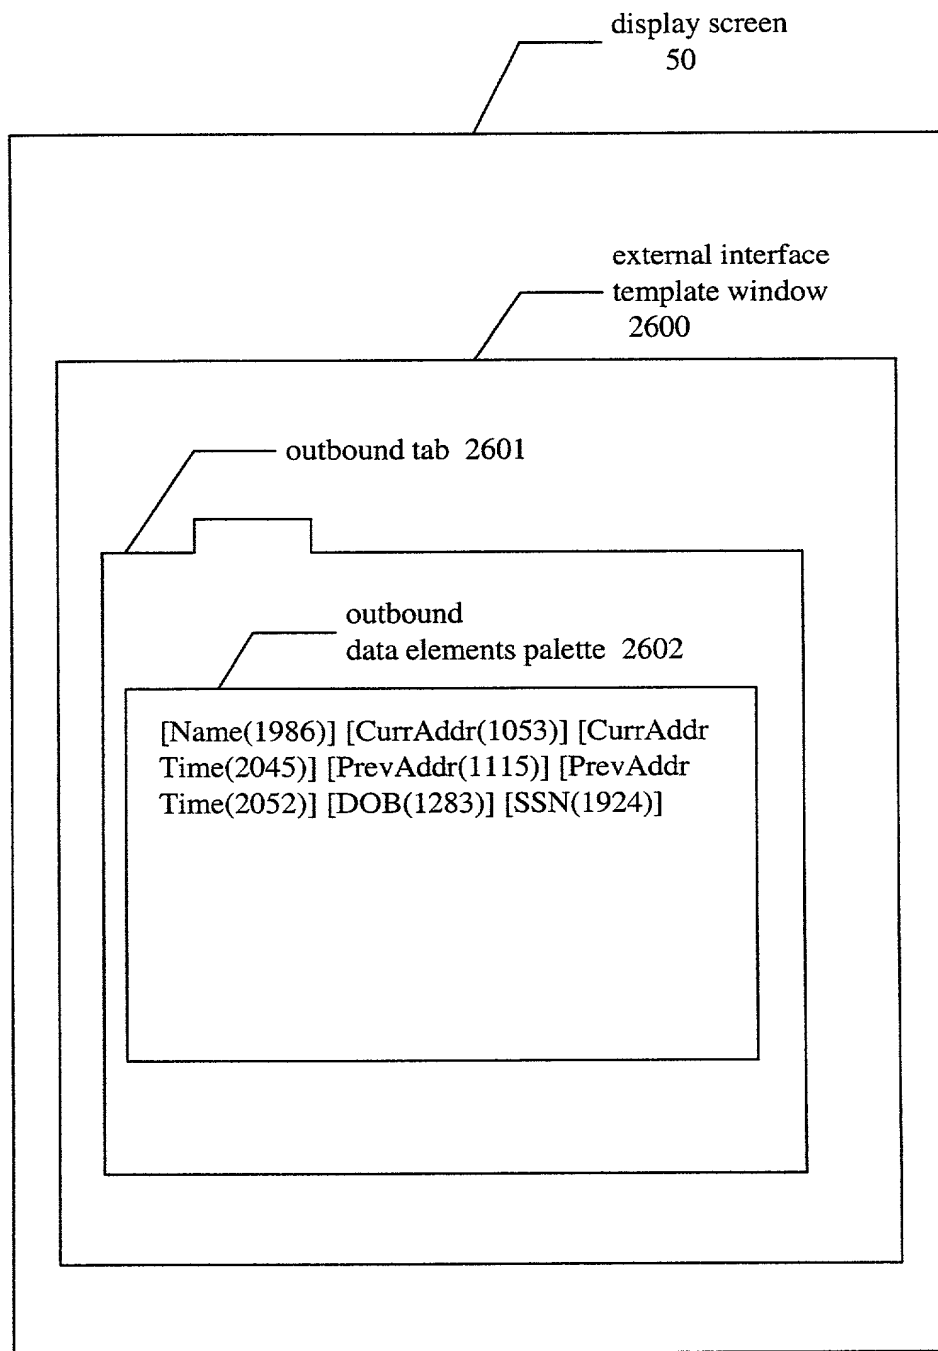 display screen
50
external interface
template window
2600
outbound tab 2601
outbound
data elements palette 2602
[Name(1986)] [CurrAddr(1053)] [CurrAddr
Time(2045)] [PrevAddr(1115)] [PrevAddr
Time(2052)] [DOB(1283)] [SSN(1924)]